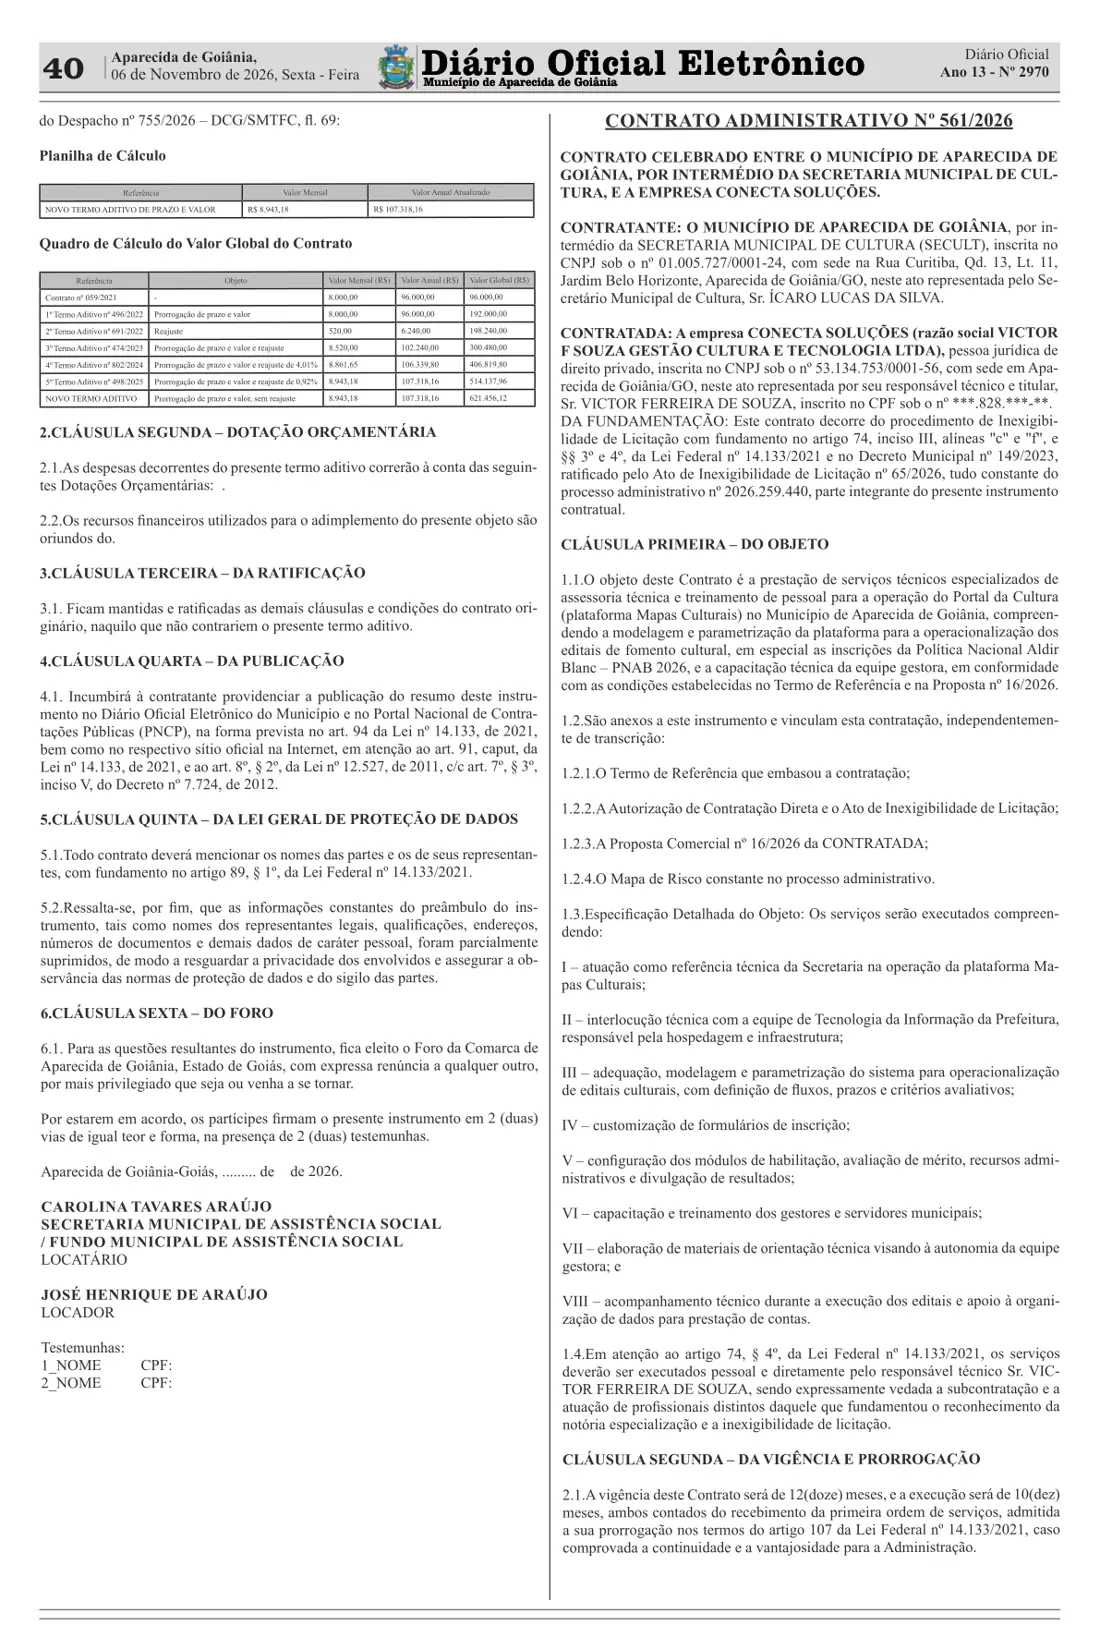 40
Aparecida de Goiânia,
06 de Novembro de 2026, Sexta - Feira
Diário Oficial Eletrônico
Município de Aparecida de Goiânia
Diário Oficial
Ano 13 - Nº 2970
do Despacho nº 755/2026 – DCG/SMTFC, fl. 69:
Planilha de Cálculo
Referência Valor Mensal Valor Anual Atualizado
NOVO TERMO ADITIVO DE PRAZO E VALOR R$ 8.943,18 R$ 107.318,16
Quadro de Cálculo do Valor Global do Contrato
Referência Objeto Valor Mensal (R$) Valor Anual (R$) Valor Global (R$)
Contrato nº 059/2021 - 8.000,00 96.000,00 96.000,00
1º Termo Aditivo nº 496/2022 Prorrogação de prazo e valor 8.000,00 96.000,00 192.000,00
2º Termo Aditivo nº 691/2022 Reajuste 520,00 6.240,00 198.240,00
3º Termo Aditivo nº 474/2023 Prorrogação de prazo e valor e reajuste 8.520,00 102.240,00 300.480,00
4º Termo Aditivo nº 802/2024 Prorrogação de prazo e valor e reajuste de 4,01% 8.861,65 106.339,80 406.819,80
5º Termo Aditivo nº 498/2025 Prorrogação de prazo e valor e reajuste de 0,92% 8.943,18 107.318,16 514.137,96
NOVO TERMO ADITIVO Prorrogação de prazo e valor, sem reajuste 8.943,18 107.318,16 621.456,12
2.CLÁUSULA SEGUNDA – DOTAÇÃO ORÇAMENTÁRIA
2.1.As despesas decorrentes do presente termo aditivo correrão à conta das seguin-
tes Dotações Orçamentárias: .
2.2.Os recursos financeiros utilizados para o adimplemento do presente objeto são
oriundos do.
3.CLÁUSULA TERCEIRA – DA RATIFICAÇÃO
3.1. Ficam mantidas e ratificadas as demais cláusulas e condições do contrato ori-
ginário, naquilo que não contrariem o presente termo aditivo.
4.CLÁUSULA QUARTA – DA PUBLICAÇÃO
4.1. Incumbirá à contratante providenciar a publicação do resumo deste instru-
mento no Diário Oficial Eletrônico do Município e no Portal Nacional de Contra-
tações Públicas (PNCP), na forma prevista no art. 94 da Lei nº 14.133, de 2021,
bem como no respectivo sítio oficial na Internet, em atenção ao art. 91, caput, da
Lei nº 14.133, de 2021, e ao art. 8º, § 2º, da Lei nº 12.527, de 2011, c/c art. 7º, § 3º,
inciso V, do Decreto nº 7.724, de 2012.
5.CLÁUSULA QUINTA – DA LEI GERAL DE PROTEÇÃO DE DADOS
5.1.Todo contrato deverá mencionar os nomes das partes e os de seus representan-
tes, com fundamento no artigo 89, § 1º, da Lei Federal nº 14.133/2021.
5.2.Ressalta-se, por fim, que as informações constantes do preâmbulo do ins-
trumento, tais como nomes dos representantes legais, qualificações, endereços,
números de documentos e demais dados de caráter pessoal, foram parcialmente
suprimidos, de modo a resguardar a privacidade dos envolvidos e assegurar a ob-
servância das normas de proteção de dados e do sigilo das partes.
6.CLÁUSULA SEXTA – DO FORO
6.1. Para as questões resultantes do instrumento, fica eleito o Foro da Comarca de
Aparecida de Goiânia, Estado de Goiás, com expressa renúncia a qualquer outro,
por mais privilegiado que seja ou venha a se tornar.
Por estarem em acordo, os partícipes firmam o presente instrumento em 2 (duas)
vias de igual teor e forma, na presença de 2 (duas) testemunhas.
Aparecida de Goiânia-Goiás, ......... de de 2026.
CAROLINA TAVARES ARAÚJO
SECRETARIA MUNICIPAL DE ASSISTÊNCIA SOCIAL
/ FUNDO MUNICIPAL DE ASSISTÊNCIA SOCIAL
LOCATÁRIO
JOSÉ HENRIQUE DE ARAÚJO
LOCADOR
Testemunhas:
1_NOME CPF:
2_NOME CPF:
CONTRATO ADMINISTRATIVO Nº 561/2026
CONTRATO CELEBRADO ENTRE O MUNICÍPIO DE APARECIDA DE
GOIÂNIA, POR INTERMÉDIO DA SECRETARIA MUNICIPAL DE CUL-
TURA, E A EMPRESA CONECTA SOLUÇÕES.
CONTRATANTE: O MUNICÍPIO DE APARECIDA DE GOIÂNIA, por in-
termédio da SECRETARIA MUNICIPAL DE CULTURA (SECULT), inscrita no
CNPJ sob o nº 01.005.727/0001-24, com sede na Rua Curitiba, Qd. 13, Lt. 11,
Jardim Belo Horizonte, Aparecida de Goiânia/GO, neste ato representada pelo Se-
cretário Municipal de Cultura, Sr. ÍCARO LUCAS DA SILVA.
CONTRATADA: A empresa CONECTA SOLUÇÕES (razão social VICTOR
F SOUZA GESTÃO CULTURA E TECNOLOGIA LTDA), pessoa jurídica de
direito privado, inscrita no CNPJ sob o nº 53.134.753/0001-56, com sede em Apa-
recida de Goiânia/GO, neste ato representada por seu responsável técnico e titular,
Sr. VICTOR FERREIRA DE SOUZA, inscrito no CPF sob o nº ***.828.***-**.
DA FUNDAMENTAÇÃO: Este contrato decorre do procedimento de Inexigibi-
lidade de Licitação com fundamento no artigo 74, inciso III, alíneas "c" e "f", e
§§ 3º e 4º, da Lei Federal nº 14.133/2021 e no Decreto Municipal nº 149/2023,
ratificado pelo Ato de Inexigibilidade de Licitação nº 65/2026, tudo constante do
processo administrativo nº 2026.259.440, parte integrante do presente instrumento
contratual.
CLÁUSULA PRIMEIRA – DO OBJETO
1.1.O objeto deste Contrato é a prestação de serviços técnicos especializados de
assessoria técnica e treinamento de pessoal para a operação do Portal da Cultura
(plataforma Mapas Culturais) no Município de Aparecida de Goiânia, compreen-
dendo a modelagem e parametrização da plataforma para a operacionalização dos
editais de fomento cultural, em especial as inscrições da Política Nacional Aldir
Blanc – PNAB 2026, e a capacitação técnica da equipe gestora, em conformidade
com as condições estabelecidas no Termo de Referência e na Proposta nº 16/2026.
1.2.São anexos a este instrumento e vinculam esta contratação, independentemen-
te de transcrição:
1.2.1.O Termo de Referência que embasou a contratação;
1.2.2.A Autorização de Contratação Direta e o Ato de Inexigibilidade de Licitação;
1.2.3.A Proposta Comercial nº 16/2026 da CONTRATADA;
1.2.4.O Mapa de Risco constante no processo administrativo.
1.3.Especificação Detalhada do Objeto: Os serviços serão executados compreen-
dendo:
I – atuação como referência técnica da Secretaria na operação da plataforma Ma-
pas Culturais;
II – interlocução técnica com a equipe de Tecnologia da Informação da Prefeitura,
responsável pela hospedagem e infraestrutura;
III – adequação, modelagem e parametrização do sistema para operacionalização
de editais culturais, com definição de fluxos, prazos e critérios avaliativos;
IV – customização de formulários de inscrição;
V – configuração dos módulos de habilitação, avaliação de mérito, recursos admi-
nistrativos e divulgação de resultados;
VI – capacitação e treinamento dos gestores e servidores municipais;
VII – elaboração de materiais de orientação técnica visando à autonomia da equipe
gestora; e
VIII – acompanhamento técnico durante a execução dos editais e apoio à organi-
zação de dados para prestação de contas.
1.4.Em atenção ao artigo 74, § 4º, da Lei Federal nº 14.133/2021, os serviços
deverão ser executados pessoal e diretamente pelo responsável técnico Sr. VIC-
TOR FERREIRA DE SOUZA, sendo expressamente vedada a subcontratação e a
atuação de profissionais distintos daquele que fundamentou o reconhecimento da
notória especialização e a inexigibilidade de licitação.
CLÁUSULA SEGUNDA – DA VIGÊNCIA E PRORROGAÇÃO
2.1.A vigência deste Contrato será de 12(doze) meses, e a execução será de 10(dez)
meses, ambos contados do recebimento da primeira ordem de serviços, admitida
a sua prorrogação nos termos do artigo 107 da Lei Federal nº 14.133/2021, caso
comprovada a continuidade e a vantajosidade para a Administração.